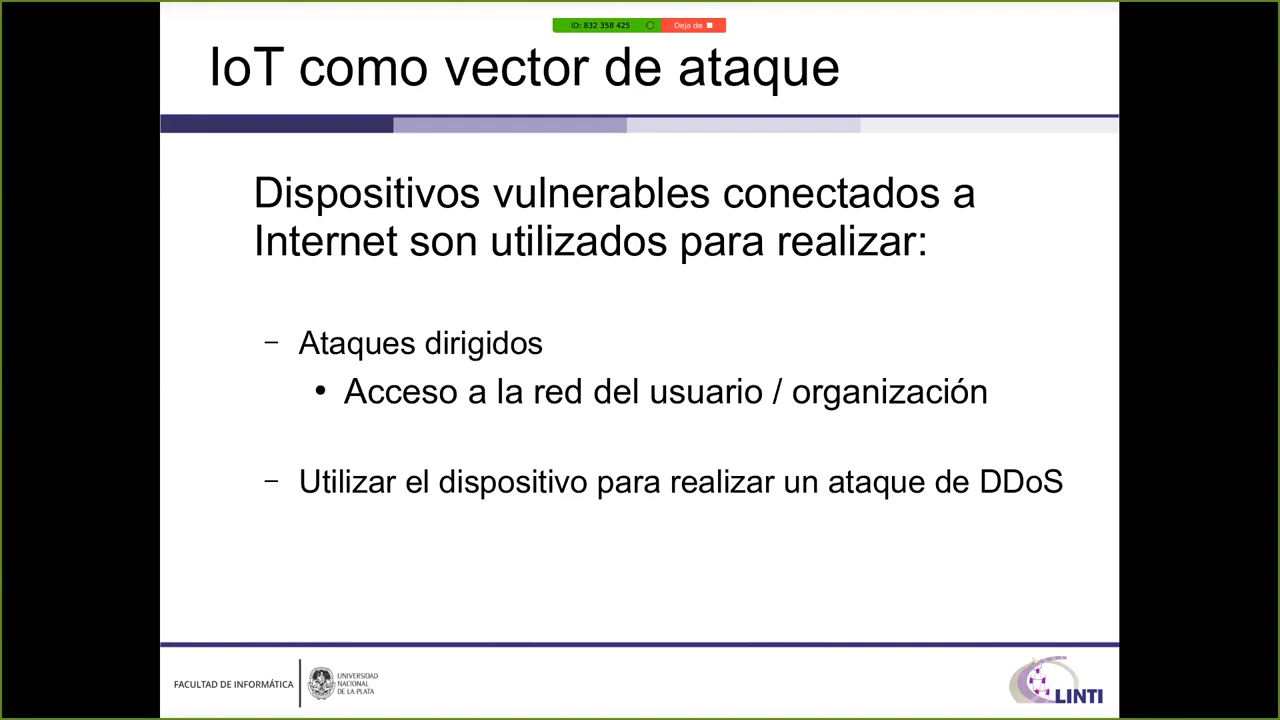 ID: 832 358 425 Deja de
IoT como vector de ataque
Dispositivos vulnerables conectados a
Internet son utilizados para realizar:
– Ataques dirigidos
• Acceso a la red del usuario / organización
– Utilizar el dispositivo para realizar un ataque de DDoS
FACULTAD DE INFORMÁTICA
UNIVERSIDAD
NACIONAL
DE LA PLATA
LINTI